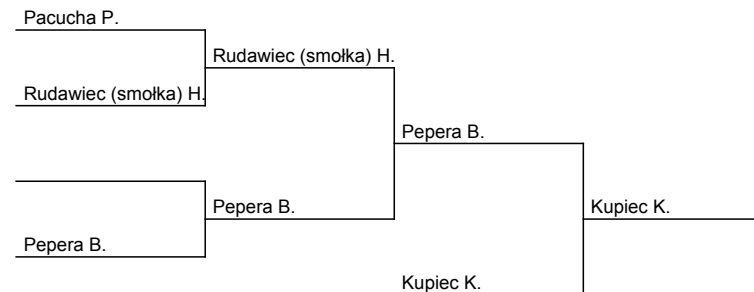 Pacucha P.
Rudawiec (smołka) H.
Rudawiec (smołka) H.
Pepera B.
Pepera B.
Kupiec K.
Pepera B.
Kupiec K.